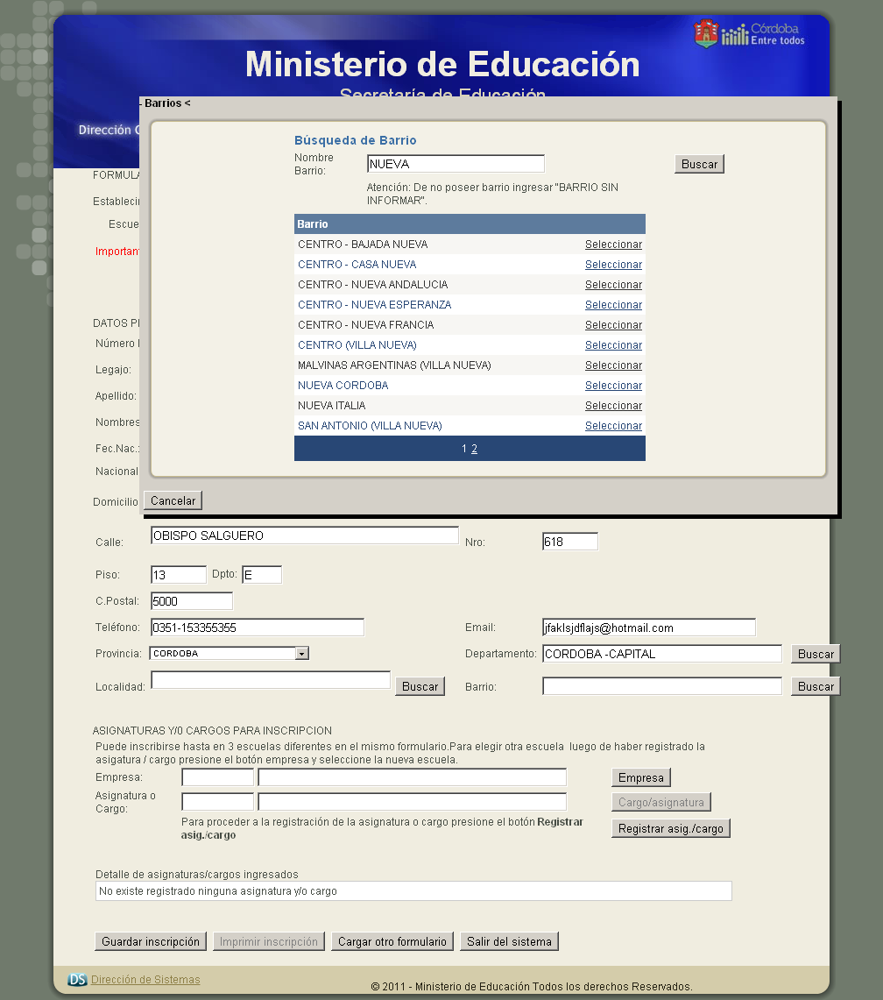 Córdoba
Entre todos
Ministerio de Educación
Secretaría de Educación
- Barrios <
Dirección
Búsqueda de Barrio
Nombre
Barrio:
NUEVA
Buscar
Atención: De no poseer barrio ingresar "BARRIO SIN
INFORMAR".
Barrio
CENTRO - BAJADA NUEVA Seleccionar
CENTRO - CASA NUEVA Seleccionar
CENTRO - NUEVA ANDALUCIA Seleccionar
CENTRO - NUEVA ESPERANZA Seleccionar
CENTRO - NUEVA FRANCIA Seleccionar
CENTRO (VILLA NUEVA) Seleccionar
MALVINAS ARGENTINAS (VILLA NUEVA) Seleccionar
NUEVA CORDOBA Seleccionar
NUEVA ITALIA Seleccionar
SAN ANTONIO (VILLA NUEVA) Seleccionar
1 2
Cancelar
FORMULA
Estableci
Escue
Importan
DATOS P
Número
Legajo:
Apellido:
Nombres
Fec.Nac.:
Nacional
Domicilio
Calle: OBISPO SALGUERO Nro: 618
Piso: 13 Dpto: E
C.Postal: 5000
Teléfono: 0351-153355355 Email: jfaklsjdflajs@hotmail.com
Provincia: CORDOBA Departamento: CORDOBA -CAPITAL Buscar
Localidad: Buscar Barrio: Buscar
ASIGNATURAS Y/0 CARGOS PARA INSCRIPCION
Puede inscribirse hasta en 3 escuelas diferentes en el mismo formulario.Para elegir otra escuela luego de haber registrado la
asigatura / cargo presione el botón empresa y seleccione la nueva escuela.
Empresa: Empresa
Asignatura o
Cargo:
Cargo/asignatura
Para proceder a la registración de la asignatura o cargo presione el botón Registrar
asig./cargo
Registrar asig./cargo
Detalle de asignaturas/cargos ingresados
No existe registrado ninguna asignatura y/o cargo
Guardar inscripción Imprimir inscripción Cargar otro formulario Salir del sistema
DS Dirección de Sistemas
© 2011 - Ministerio de Educación Todos los derechos Reservados.